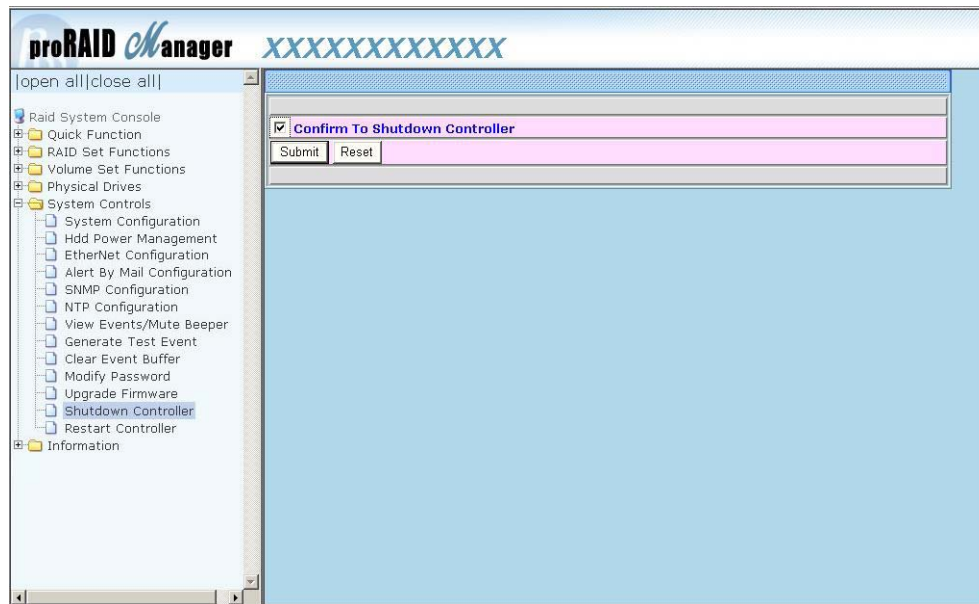 proRAID Manager XXXXXXXXXXXX
|open all|close all|
Raid System Console
Quick Function
RAID Set Functions
Volume Set Functions
Physical Drives
System Controls
System Configuration
Hdd Power Management
EtherNet Configuration
Alert By Mail Configuration
SNMP Configuration
NTP Configuration
View Events/Mute Beeper
Generate Test Event
Clear Event Buffer
Modify Password
Upgrade Firmware
Shutdown Controller
Restart Controller
Information
Confirm To Shutdown Controller
Submit Reset